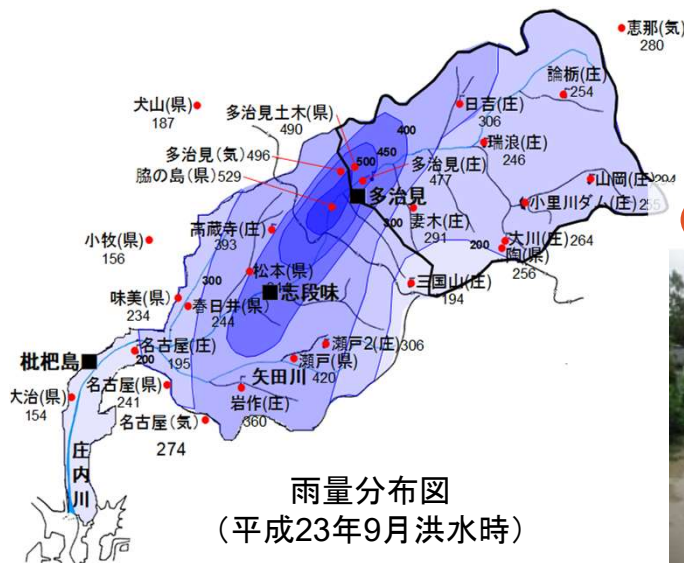 恵那(気)
280
論栃(庄)
254
犬山(県)
187
多治見土木(県)
490
日吉(庄)
306
400
450
500
瑞浪(庄)
246
多治見(気)496
多治見(庄)
477
脇の島(県)529
山岡(庄)294
多治見
小里川ダム(庄)255
妻木(庄)
291
300
高蔵寺(庄)
393
小牧(県)
156
大川(庄)264
200
陶(県)
256
松本(県)
300
三国山(庄)
194
志段味
味美(県)
234
春日井(県)
244
瀬戸2(庄)306
名古屋(庄)
195
200
枇杷島
瀬戸(県)
420
矢田川
名古屋(県)
241
大治(県)
154
岩作(庄)
360
名古屋(気)
274
庄内川
雨量分布図
（平成23年9月洪水時）